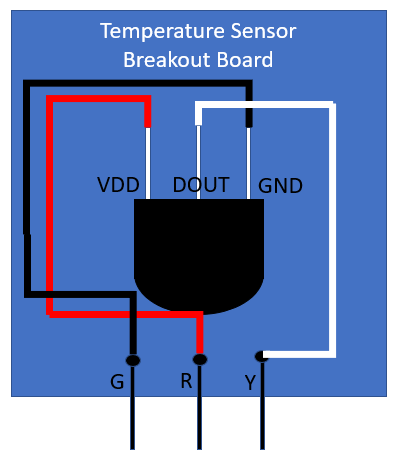 Temperature Sensor
Breakout Board
VDD DOUT GND
G R Y